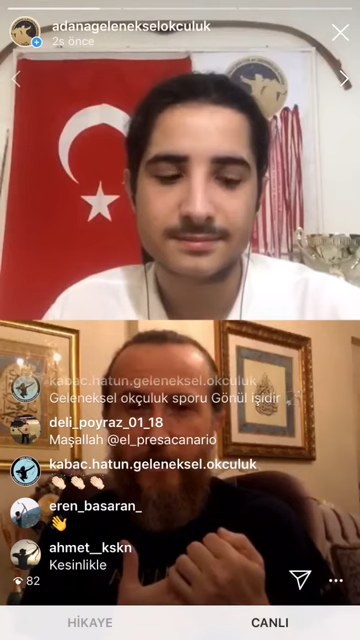 adanagelenekselokculuk
2s önce
kabac.hatun.geleneksel.okculuk
Geleneksel okçuluk sporu Gönül işidir
deli_poyraz_01_18
Maşallah @el_presacanario
kabac.hatun.geleneksel.okculuk
👏🏻👏🏻👏🏻
eren_basaran_
👋
ahmet__kskn
Kesinlikle
82
HİKAYE
CANLI